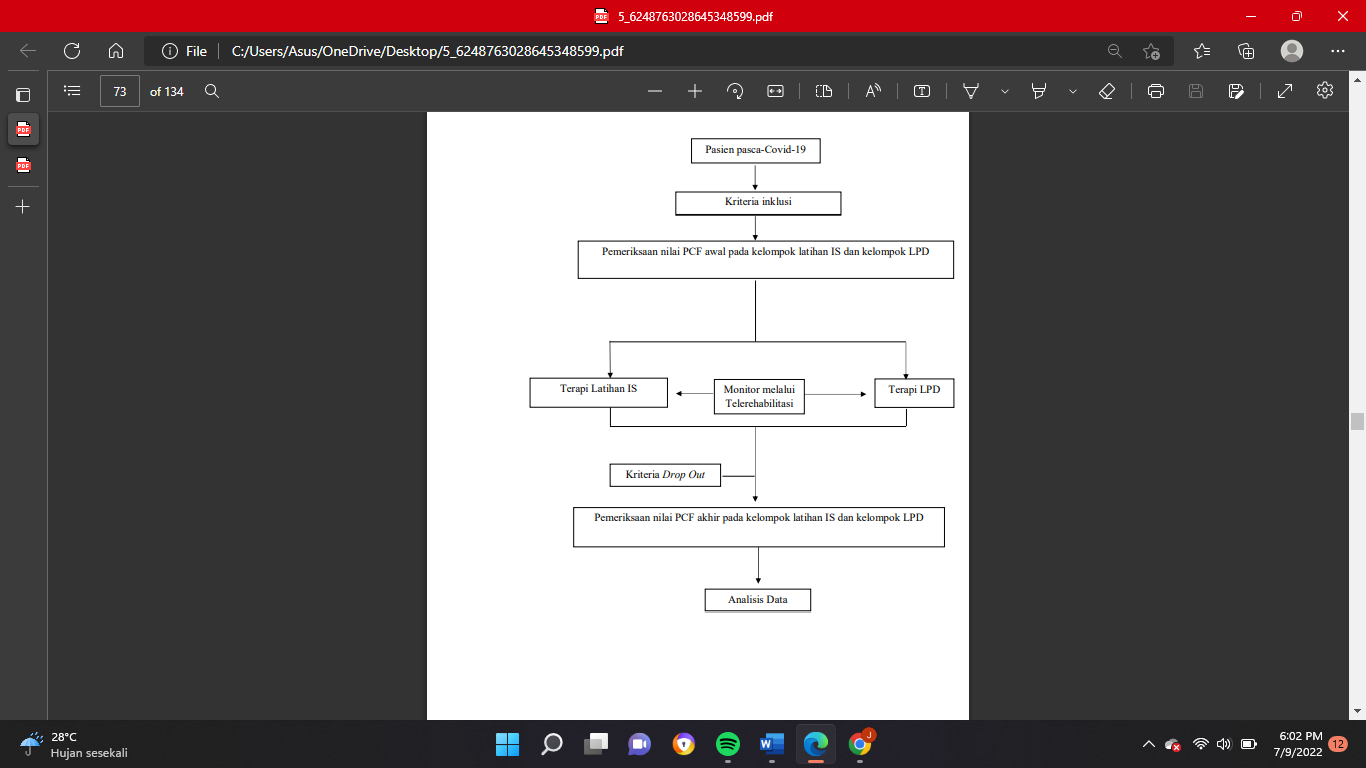 5_6248763028645348599.pdf
File
C:/Users/Asus/OneDrive/Desktop/5_6248763028645348599.pdf
73 of 134
Pasien pasca-Covid-19
Kriteria inklusi
Pemeriksaan nilai PCF awal pada kelompok latihan IS dan kelompok LPD
Terapi Latihan IS
Monitor melalui
Telerehabilitasi
Terapi LPD
Kriteria Drop Out
Pemeriksaan nilai PCF akhir pada kelompok latihan IS dan kelompok LPD
Analisis Data
28°C
Hujan sesekali
J
6:02 PM
7/9/2022
12